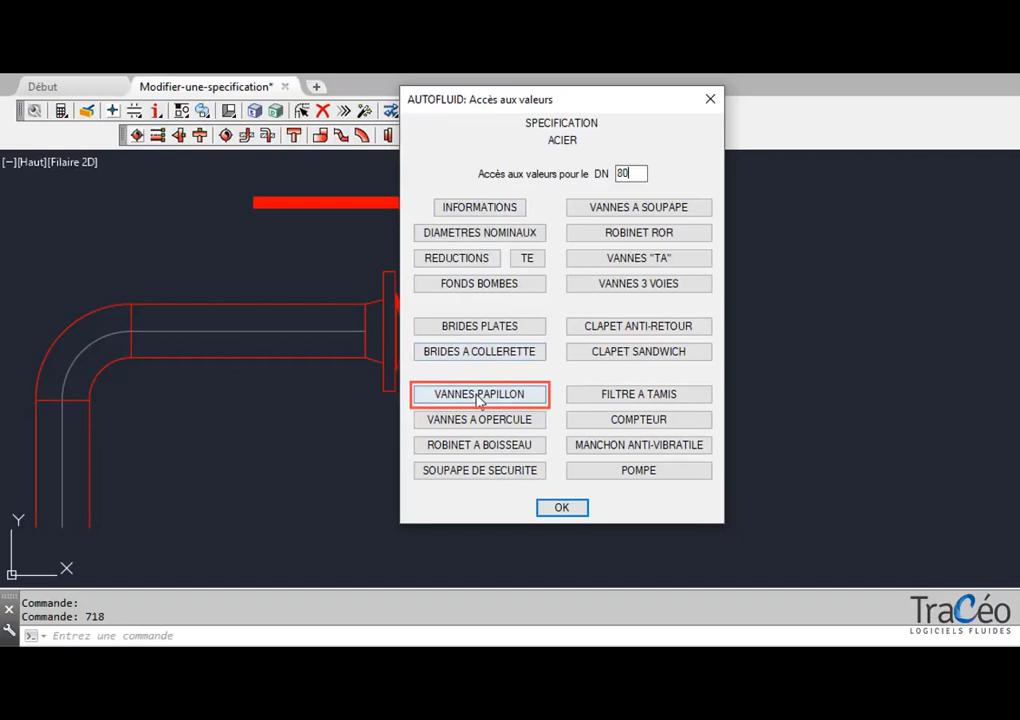 Début
Modifier-une-specification*
[−][Haut][Filaire 2D]
AUTOFLUID: Accès aux valeurs
SPECIFICATION
ACIER
Accès aux valeurs pour le DN 80
INFORMATIONS
VANNES A SOUPAPE
DIAMETRES NOMINAUX
ROBINET ROR
REDUCTIONS
TE
VANNES "TA"
FONDS BOMBES
VANNES 3 VOIES
BRIDES PLATES
CLAPET ANTI-RETOUR
BRIDES A COLLERETTE
CLAPET SANDWICH
VANNES PAPILLON
FILTRE A TAMIS
VANNES A OPERCULE
COMPTEUR
ROBINET A BOISSEAU
MANCHON ANTI-VIBRATILE
SOUPAPE DE SECURITE
POMPE
OK
Y
X
Commande:
Commande: 718
Entrez une commande
TraCéo
LOGICIELS FLUIDES